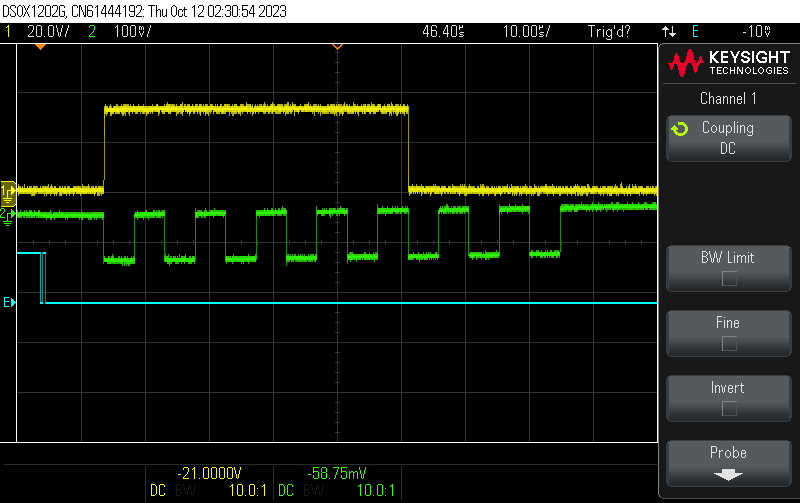 DSOX1202G, CN61444192: Thu Oct 12 02:30:54 2023
1 20.0V/ 2 100%/ 46.40s 10.00s/ Trig'd? E -10%
KEYSIGHT
TECHNOLOGIES
Channel 1
Coupling
DC
1
2
BW Limit
E
Fine
Invert
Probe
-21.0000V -58.75mV
DC BW 10.0:1 DC BW 10.0:1